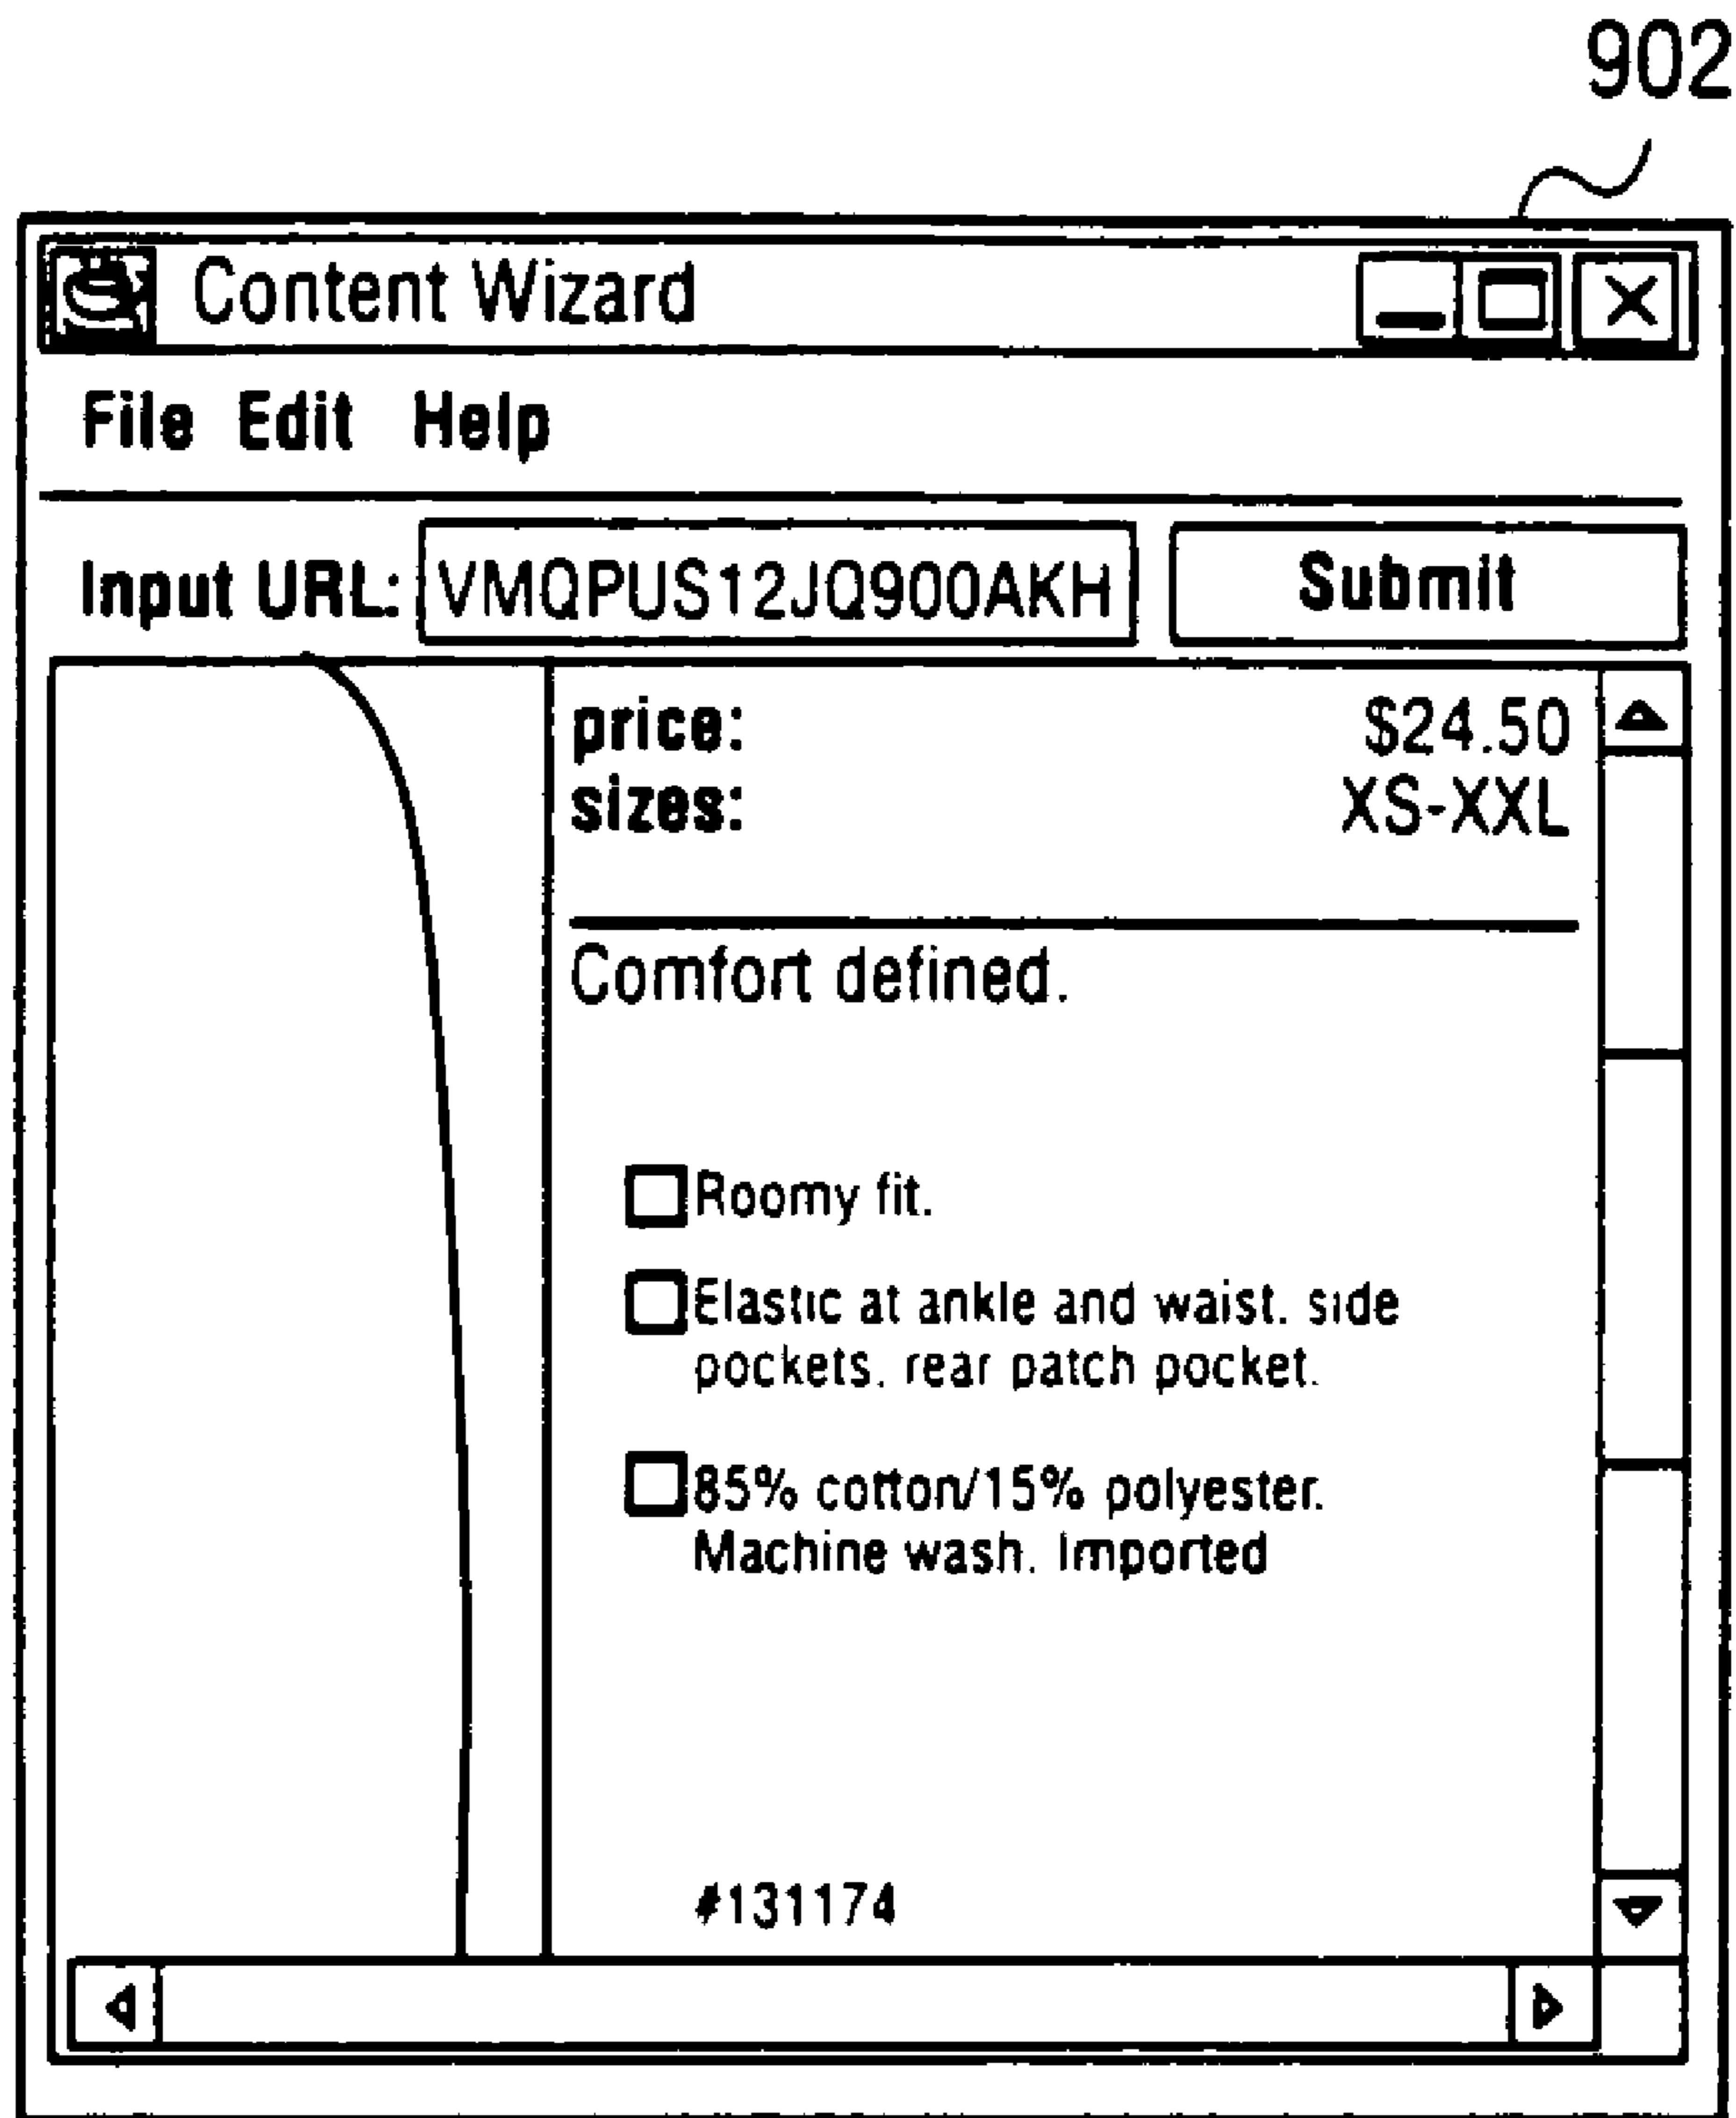 902
Content Wizard
File Edit Help
Input URL: VMQPUS12JQ900AKH Submit
price: $24.50
sizes: XS-XXL
Comfort defined.
Roomy fit.
Elastic at ankle and waist. side
pockets, rear patch pocket.
85% cotton/15% polyester.
Machine wash. Imported
#131174